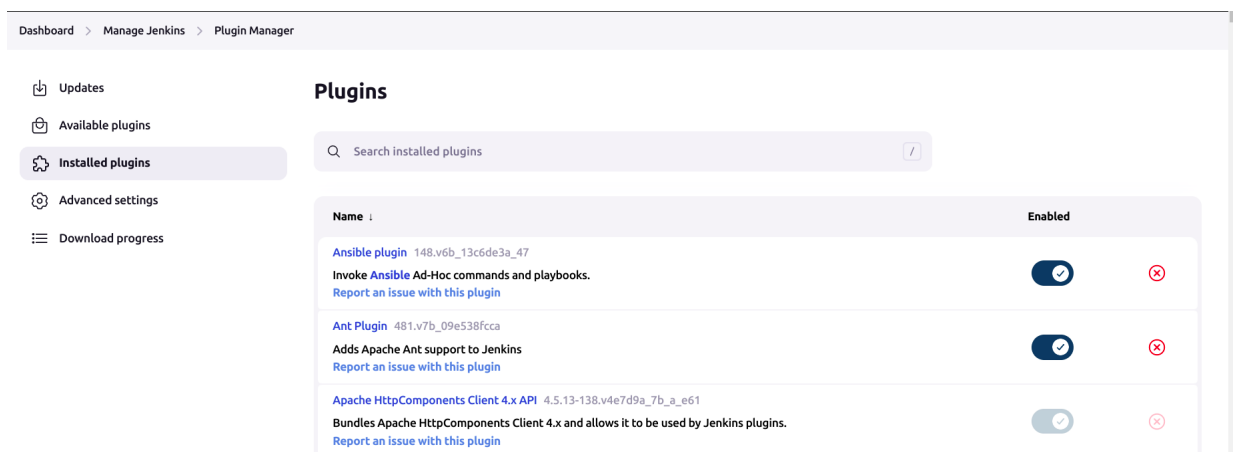 Dashboard > Manage Jenkins > Plugin Manager
Updates
Available plugins
Installed plugins
Advanced settings
Download progress
Plugins
Search installed plugins /
Name ↓ Enabled
Ansible plugin 148.v6b_13c6de3a_47
Invoke Ansible Ad-Hoc commands and playbooks.
Report an issue with this plugin
Ant Plugin 481.v7b_09e538fcca
Adds Apache Ant support to Jenkins
Report an issue with this plugin
Apache HttpComponents Client 4.x API 4.5.13-138.v4e7d9a_7b_a_e61
Bundles Apache HttpComponents Client 4.x and allows it to be used by Jenkins plugins.
Report an issue with this plugin